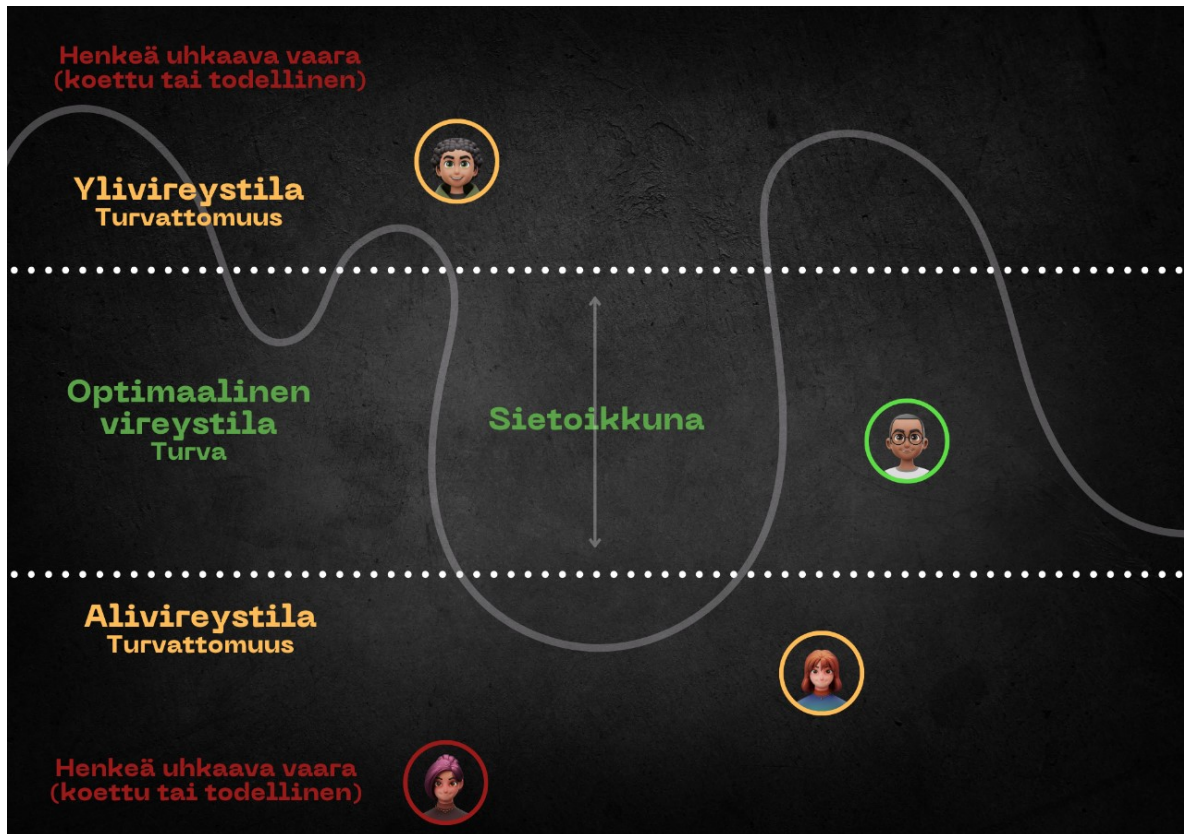 Henkeä uhkaava vaara
(koettu tai todellinen)
Ylivireystila
Turvattomuus
Optimaalinen
vireystila
Turva
Sietoikkuna
Alivireystila
Turvattomuus
Henkeä uhkaava vaara
(koettu tai todellinen)